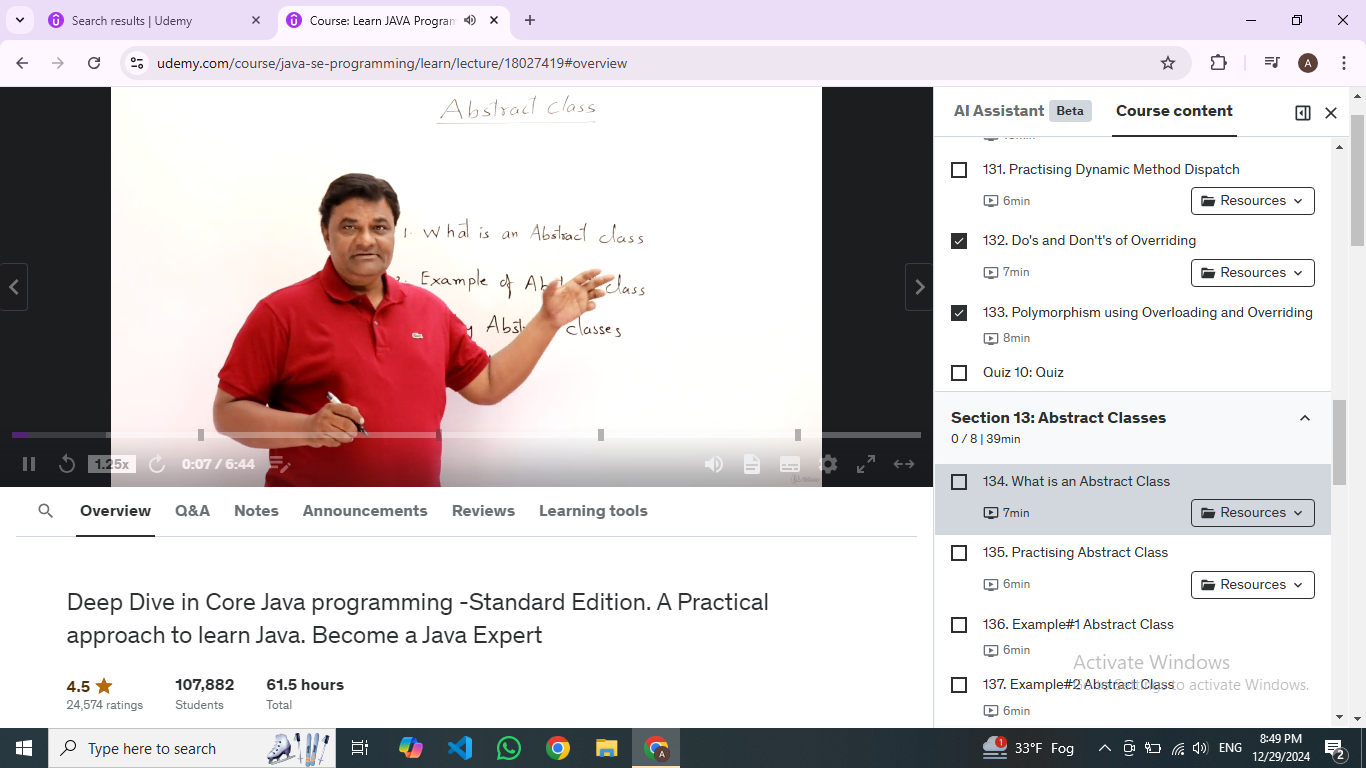 Search results | Udemy
Course: Learn JAVA Program
udemy.com/course/java-se-programming/learn/lecture/18027419#overview
A
Abstract class
1. What is an Abstract class
Example of Ab class
Abst classes
1.25x
0:07 / 6:44
AI Assistant Beta
Course content
131. Practising Dynamic Method Dispatch
6min
Resources
132. Do's and Don't's of Overriding
7min
Resources
133. Polymorphism using Overloading and Overriding
8min
Quiz 10: Quiz
Section 13: Abstract Classes
0 / 8 | 39min
134. What is an Abstract Class
7min
Resources
135. Practising Abstract Class
6min
Resources
136. Example#1 Abstract Class
6min
137. Example#2 Abstract Class
6min
Activate Windows
Go to Settings to activate Windows.
Overview
Q&A
Notes
Announcements
Reviews
Learning tools
Deep Dive in Core Java programming -Standard Edition. A Practical
approach to learn Java. Become a Java Expert
4.5
107,882
61.5 hours
24,574 ratings
Students
Total
Type here to search
A
1
33°F Fog
ENG
8:49 PM
12/29/2024
2